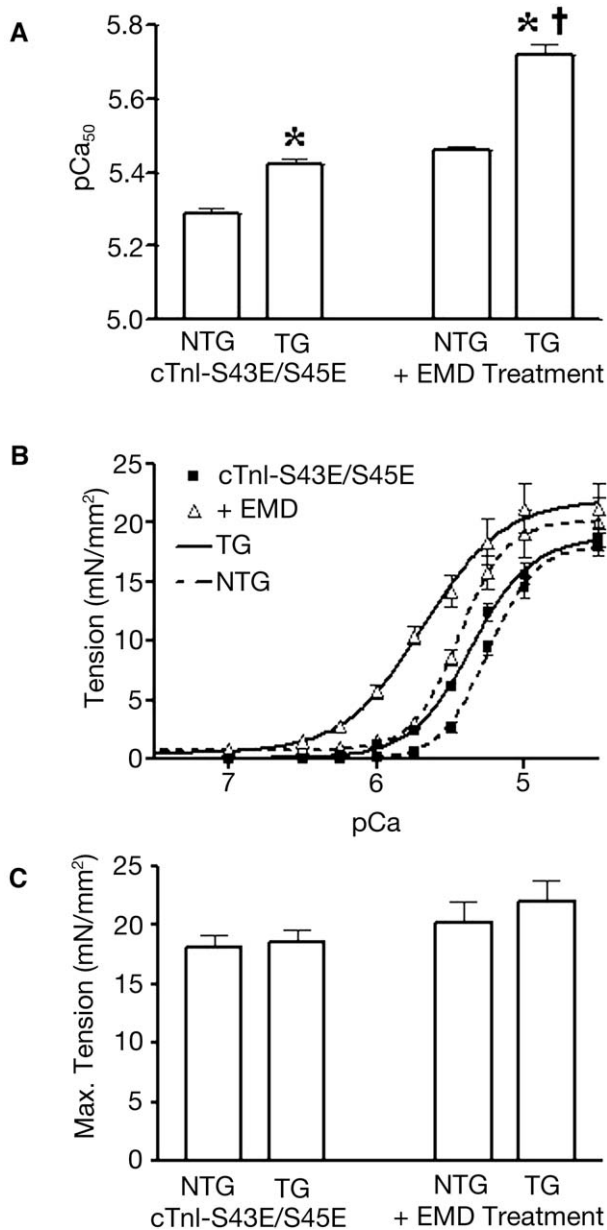 A
5.8
5.6
5.4
5.2
5.0
pCa50
*
* †
NTG TG NTG TG
cTnI-S43E/S45E + EMD Treatment
B
25
20
15
10
5
0
Tension (mN/mm2)
cTnI-S43E/S45E
+ EMD
TG
NTG
7 6 5
pCa
C
25
20
15
10
5
0
Max. Tension (mN/mm2)
NTG TG NTG TG
cTnI-S43E/S45E + EMD Treatment